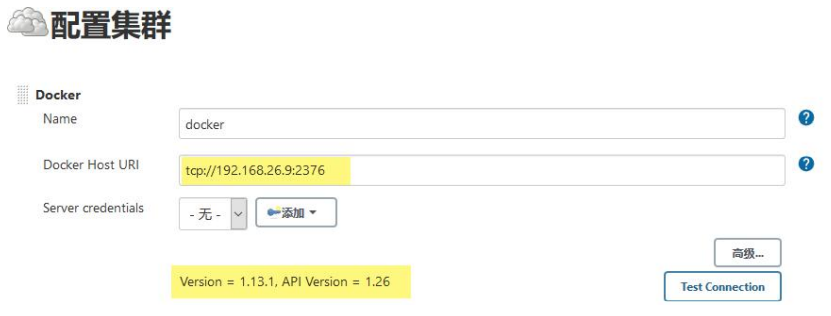 配置集群
Docker
Name
docker
Docker Host URI
tcp://192.168.26.9:2376
Server credentials
- 无 -
添加
高级...
Version = 1.13.1, API Version = 1.26
Test Connection